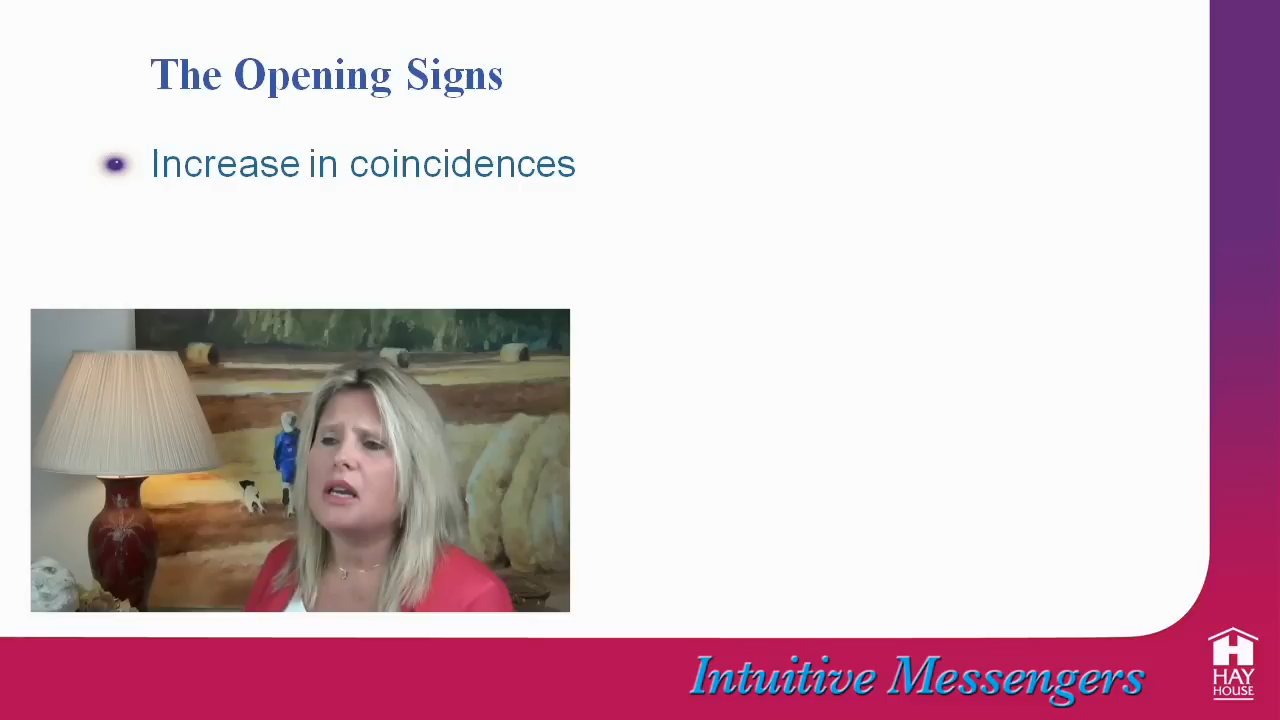 The Opening Signs
Increase in coincidences
Intuitive Messengers
HAY
HOUSE